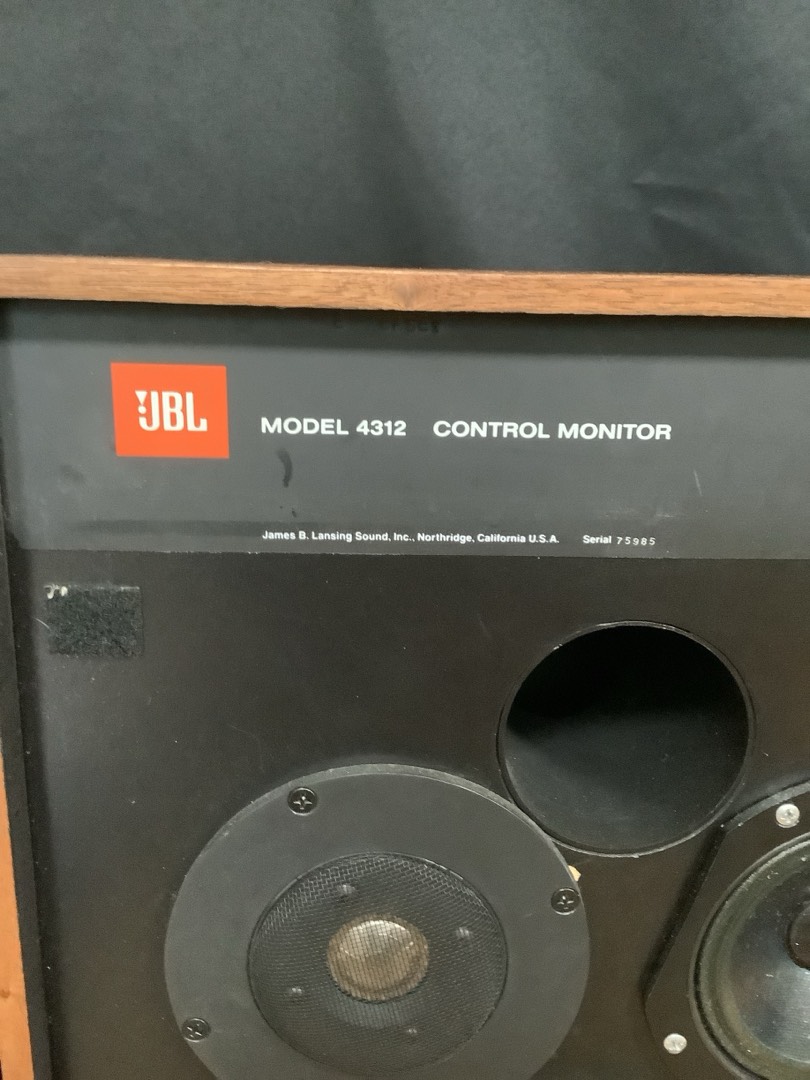 JBL
MODEL 4312 CONTROL MONITOR
James B. Lansing Sound, Inc., Northridge, California U.S.A. Serial 75985